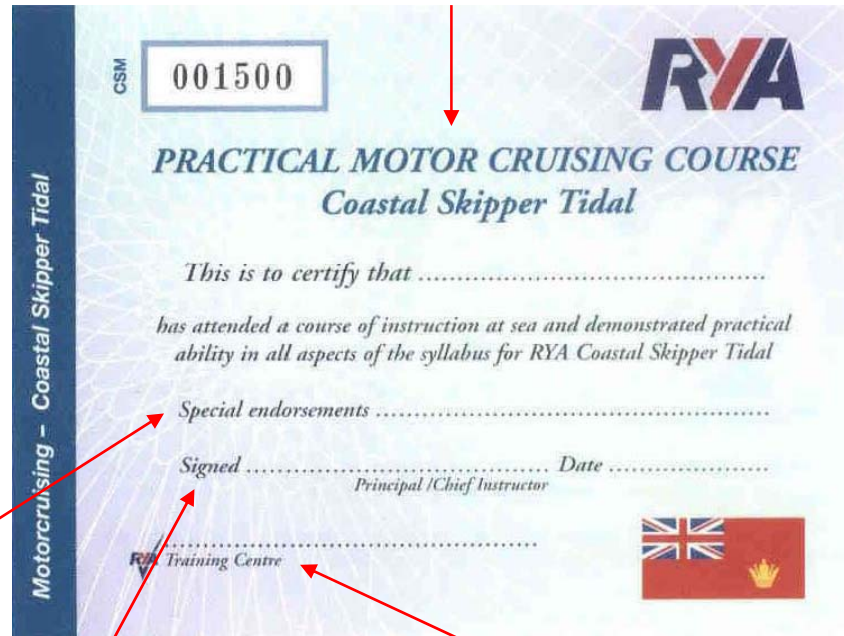 CSM
001500
RYA
PRACTICAL MOTOR CRUISING COURSE
Coastal Skipper Tidal
This is to certify that ............................................
has attended a course of instruction at sea and demonstrated practical
ability in all aspects of the syllabus for RYA Coastal Skipper Tidal
Special endorsements ..................................................
Signed ....................................... Date .....................
Principal /Chief Instructor
..................................................
RYA Training Centre
Motorcruising – Coastal Skipper Tidal